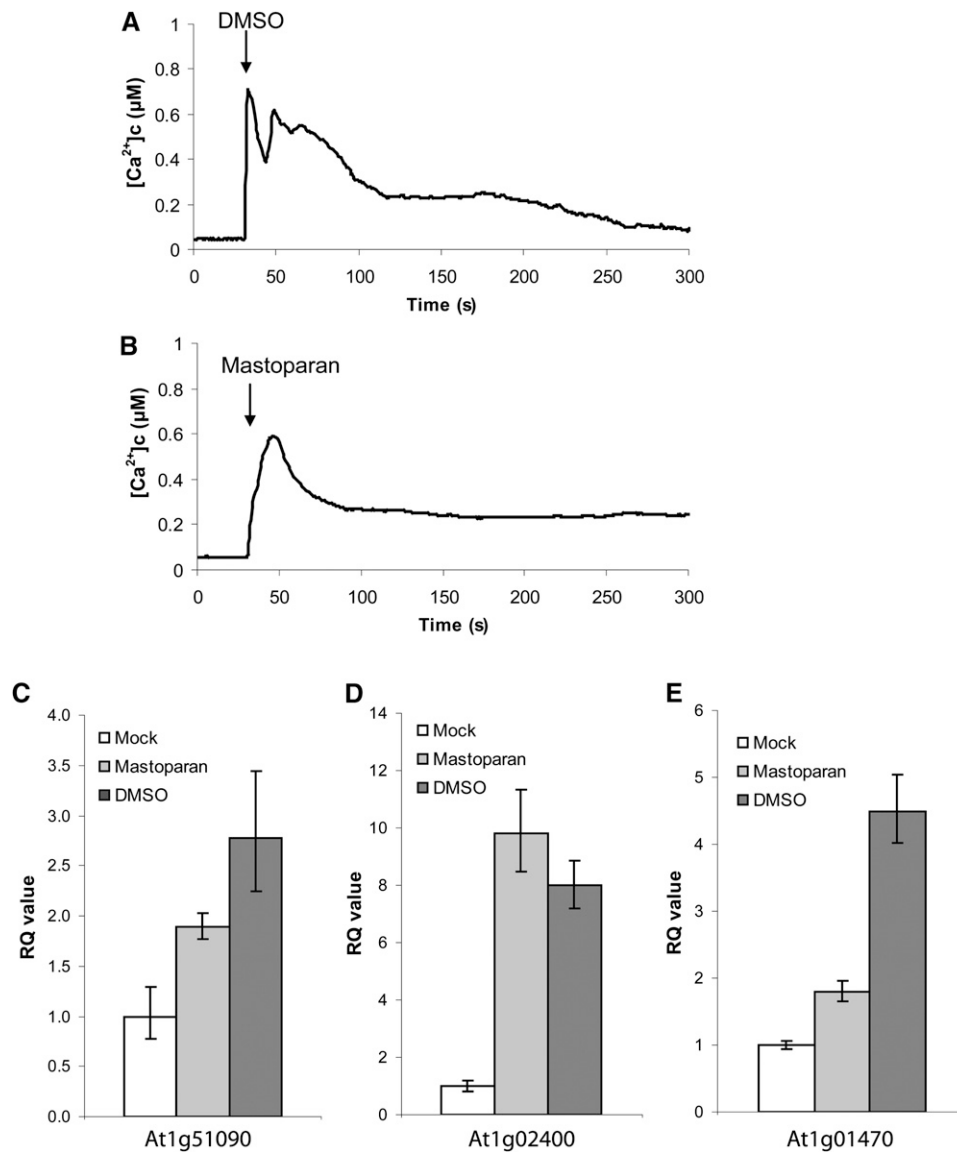 A
DMSO
1
0.8
0.6
0.4
0.2
0
[Ca²⁺]c (µM)
0 50 100 150 200 250 300
Time (s)
B
Mastoparan
1
0.8
0.6
0.4
0.2
0
[Ca²⁺]c (µM)
0 50 100 150 200 250 300
Time (s)
C
4.0
3.5
3.0
2.5
2.0
1.5
1.0
0.5
0.0
RQ value
Mock
Mastoparan
DMSO
At1g51090
D
14
12
10
8
6
4
2
0
RQ value
Mock
Mastoparan
DMSO
At1g02400
E
6
5
4
3
2
1
0
RQ value
Mock
Mastoparan
DMSO
At1g01470